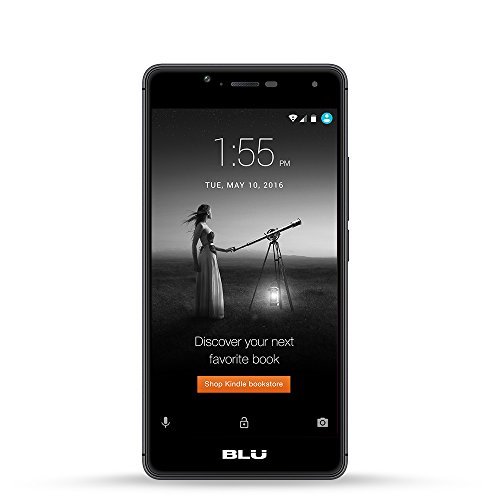 1:55 PM
TUE, MAY 10, 2016
Discover your next
favorite book
Shop Kindle bookstore
BLU